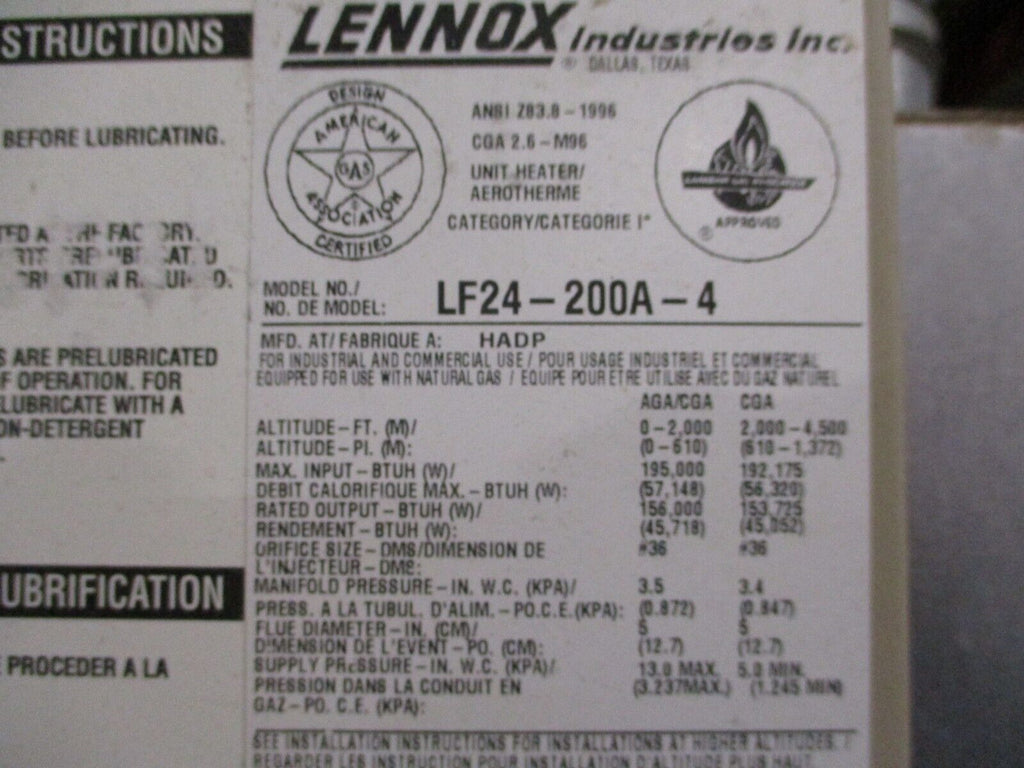 STRUCTIONS
BEFORE LUBRICATING.
S ARE PRELUBRICATED
F OPERATION. FOR
LUBRICATE WITH A
ON-DETERGENT
UBRIFICATION
PROCEDER A LA
LENNOX Industries Inc.
® DALLAS, TEXAS
DESIGN
AMERICAN
GAS
ASSOCIATION
®
CERTIFIED
ANSI Z83.8-1996
CGA 2.6-M96
UNIT HEATER/
AEROTHERME
CATEGORY/CATEGORIE I*
APPROVED
®
MODEL NO./
NO. DE MODEL: LF24-200A-4
MFD. AT/FABRIQUE A: HADP
FOR INDUSTRIAL AND COMMERCIAL USE / POUR USAGE INDUSTRIEL ET COMMERCIAL
EQUIPPED FOR USE WITH NATURAL GAS / EQUIPE POUR ETRE UTILISE AVEC DU GAZ NATUREL
AGA/CGA CGA
ALTITUDE-FT. (M)/ 0-2,000 2,000-4,500
ALTITUDE-PI. (M): (0-610) (610-1,372)
MAX. INPUT-BTUH (W)/ 195,000 192,175
DEBIT CALORIFIQUE MAX.-BTUH (W): (57,148) (56,320)
RATED OUTPUT-BTUH (W)/ 156,000 153,725
RENDEMENT-BTUH (W): (45,718) (45,052)
ORIFICE SIZE-DMS/DIMENSION DE #36 #36
L'INJECTEUR-DMS:
MANIFOLD PRESSURE-IN. W.C. (KPA)/ 3.5 3.4
PRESS. A LA TUBUL. D'ALIM.-PO.C.E.(KPA): (0.872) (0.847)
FLUE DIAMETER-IN. (CM)/ 5 5
DIMENSION DE L'EVENT-PO. (CM): (12.7) (12.7)
SUPPLY PRESSURE-IN. W.C. (KPA)/ 13.0 MAX. 5.0 MIN.
PRESSION DANS LA CONDUIT EN (3.237MAX.) (1.245 MIN)
GAZ-PO. C.E. (KPA):
SEE INSTALLATION INSTRUCTIONS FOR INSTALLATIONS AT HIGHER ALTITUDES. /
REGARDER LES INSTRUCTION POUR INSTALLATION D'ALTITUDE PLUS HAUT.